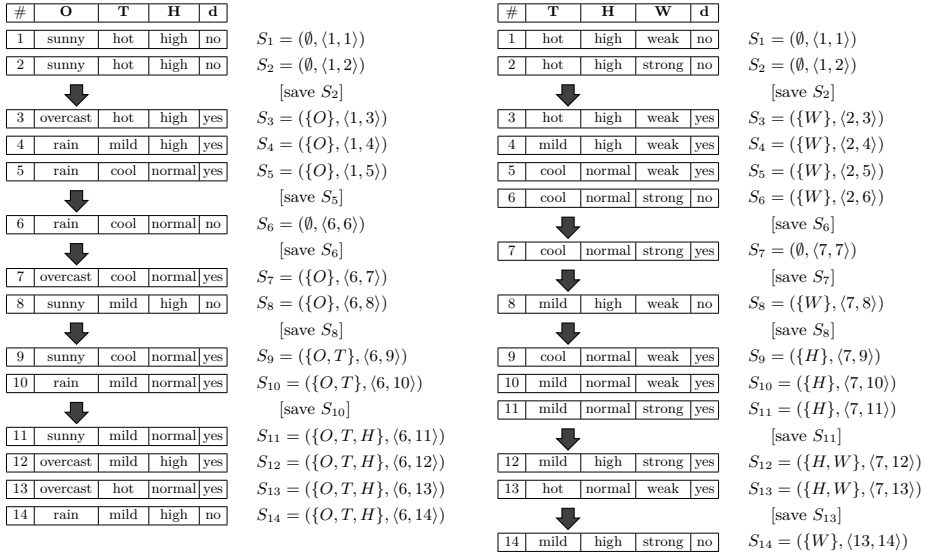 # O T H d
1 sunny hot high no S₁ = (∅, ⟨1, 1⟩)
2 sunny hot high no S₂ = (∅, ⟨1, 2⟩)
[save S₂]
3 overcast hot high yes S₃ = ({O}, ⟨1, 3⟩)
4 rain mild high yes S₄ = ({O}, ⟨1, 4⟩)
5 rain cool normal yes S₅ = ({O}, ⟨1, 5⟩)
[save S₅]
6 rain cool normal no S₆ = (∅, ⟨6, 6⟩)
[save S₆]
7 overcast cool normal yes S₇ = ({O}, ⟨6, 7⟩)
8 sunny mild high no S₈ = ({O}, ⟨6, 8⟩)
[save S₈]
9 sunny cool normal yes S₉ = ({O, T}, ⟨6, 9⟩)
10 rain mild normal yes S₁₀ = ({O, T}, ⟨6, 10⟩)
[save S₁₀]
11 sunny mild normal yes S₁₁ = ({O, T, H}, ⟨6, 11⟩)
12 overcast mild high yes S₁₂ = ({O, T, H}, ⟨6, 12⟩)
13 overcast hot normal yes S₁₃ = ({O, T, H}, ⟨6, 13⟩)
14 rain mild high no S₁₄ = ({O, T, H}, ⟨6, 14⟩)
# T H W d
1 hot high weak no S₁ = (∅, ⟨1, 1⟩)
2 hot high strong no S₂ = (∅, ⟨1, 2⟩)
[save S₂]
3 hot high weak yes S₃ = ({W}, ⟨2, 3⟩)
4 mild high weak yes S₄ = ({W}, ⟨2, 4⟩)
5 cool normal weak yes S₅ = ({W}, ⟨2, 5⟩)
6 cool normal strong no S₆ = ({W}, ⟨2, 6⟩)
[save S₆]
7 cool normal strong yes S₇ = (∅, ⟨7, 7⟩)
[save S₇]
8 mild high weak no S₈ = ({W}, ⟨7, 8⟩)
[save S₈]
9 cool normal weak yes S₉ = ({H}, ⟨7, 9⟩)
10 mild normal weak yes S₁₀ = ({H}, ⟨7, 10⟩)
11 mild normal strong yes S₁₁ = ({H}, ⟨7, 11⟩)
[save S₁₁]
12 mild high strong yes S₁₂ = ({H, W}, ⟨7, 12⟩)
13 hot normal weak yes S₁₃ = ({H, W}, ⟨7, 13⟩)
[save S₁₃]
14 mild high strong no S₁₄ = ({W}, ⟨13, 14⟩)